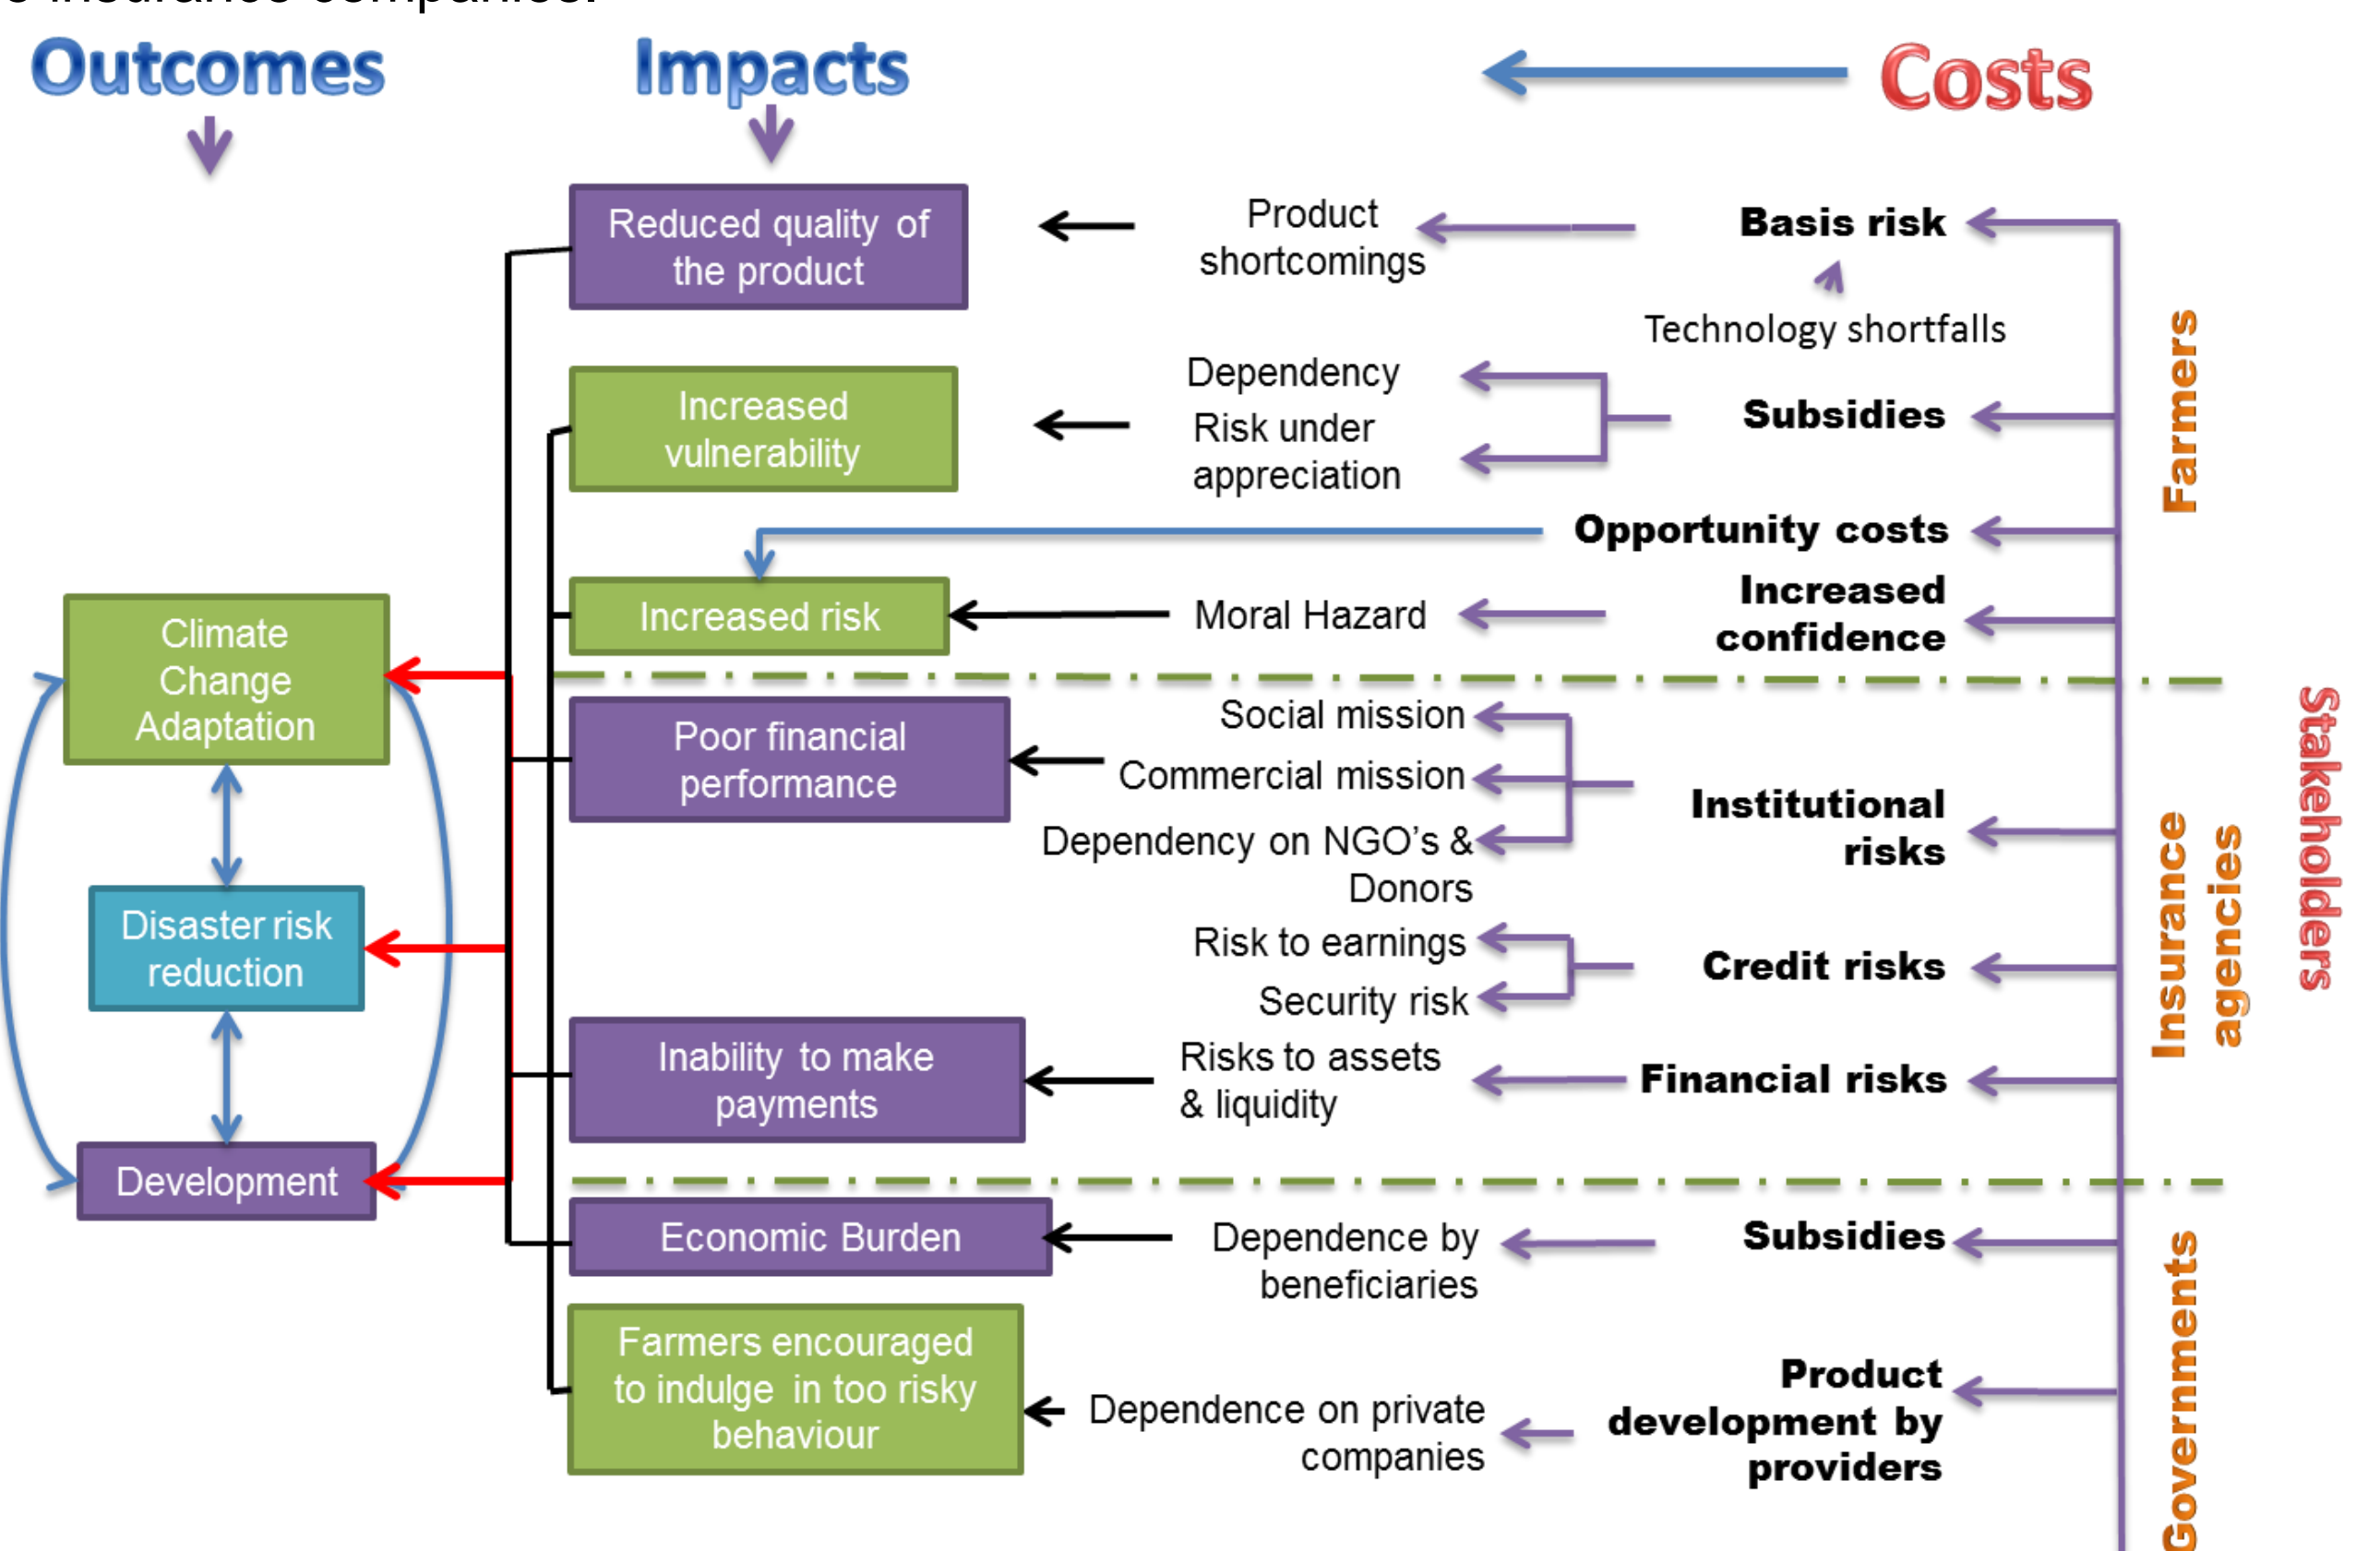 insurance companies.
Outcomes
Impacts
Costs
Reduced quality of
the product
Product
shortcomings
Basis risk
Technology shortfalls
Increased
vulnerability
Dependency
Risk under
appreciation
Subsidies
Opportunity costs
Increased risk
Moral Hazard
Increased
confidence
Farmers
Climate
Change
Adaptation
Disaster risk
reduction
Development
Poor financial
performance
Social mission
Commercial mission
Dependency on NGO's &
Donors
Institutional
risks
Risk to earnings
Security risk
Credit risks
Inability to make
payments
Risks to assets
& liquidity
Financial risks
Insurance
agencies
Stakeholders
Economic Burden
Dependence by
beneficiaries
Subsidies
Farmers encouraged
to indulge in too risky
behaviour
Dependence on private
companies
Product
development by
providers
Governments